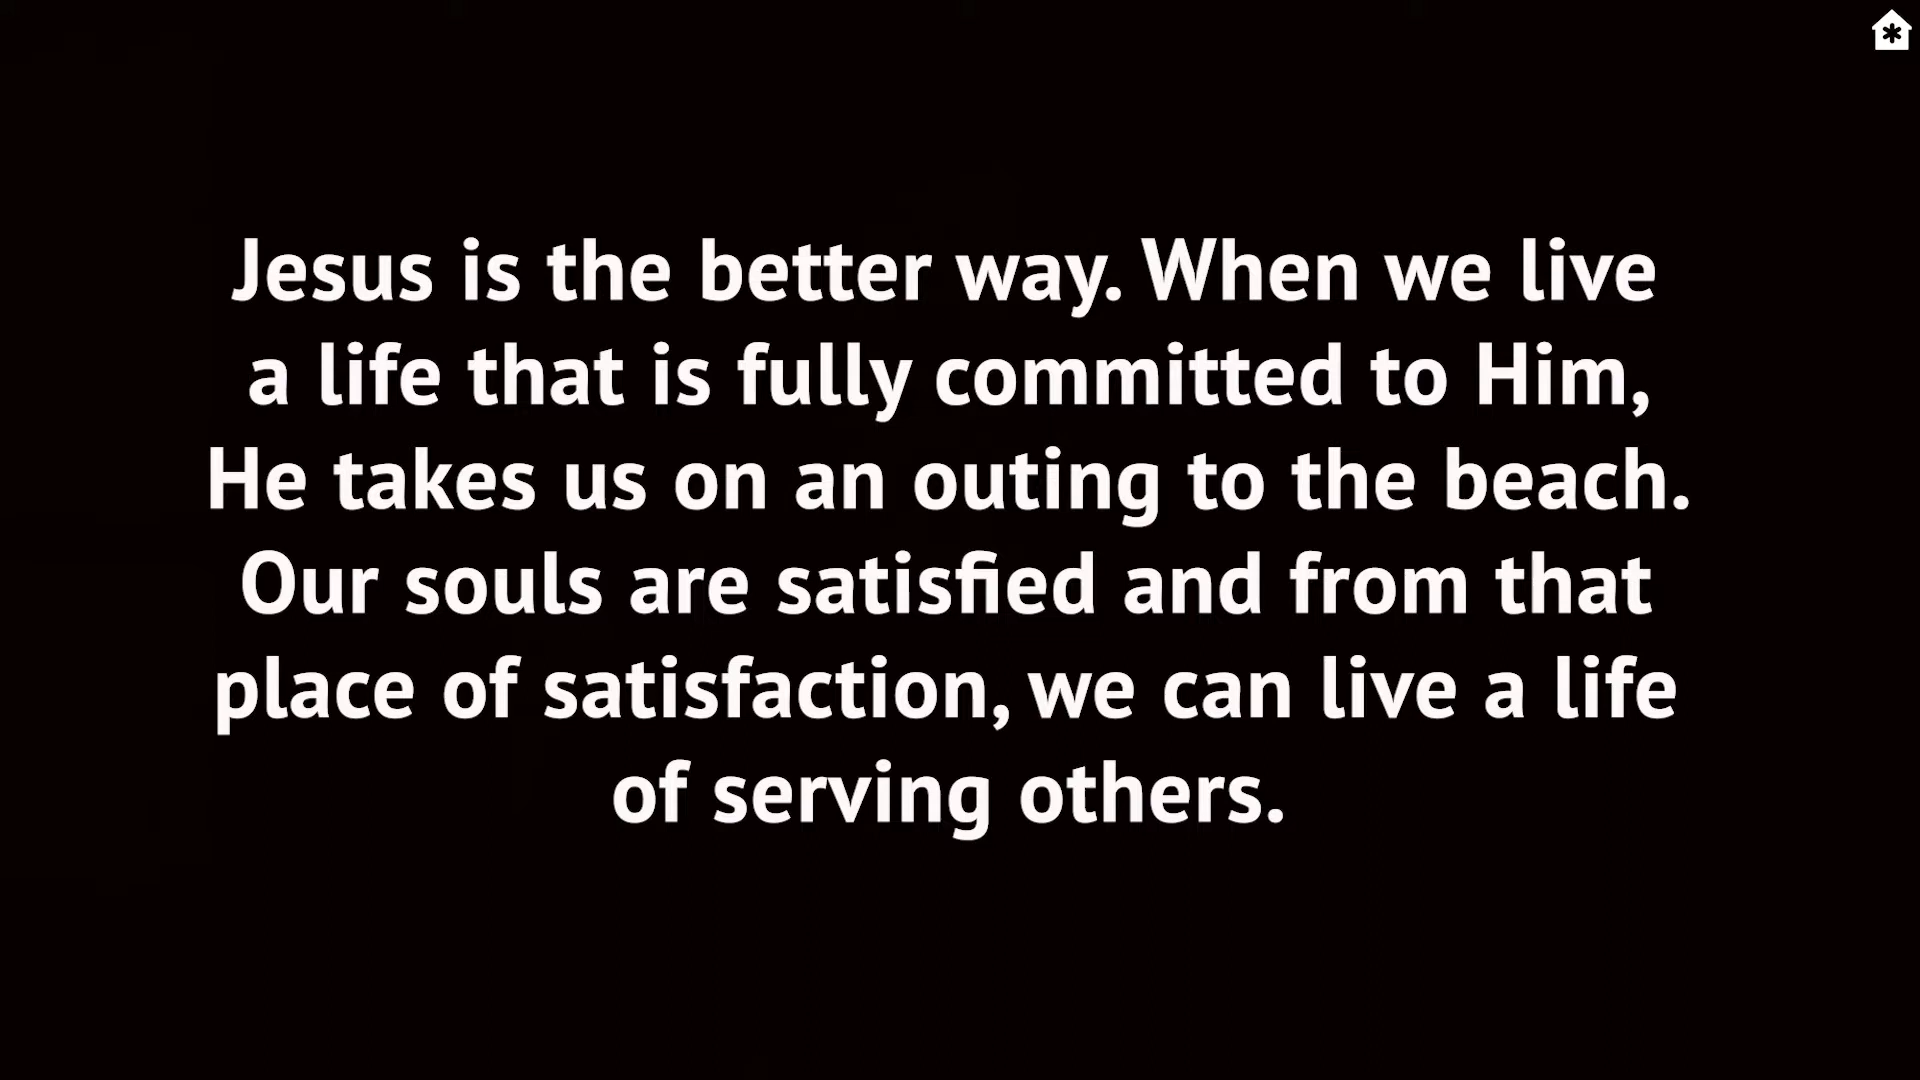 Jesus is the better way. When we live
a life that is fully committed to Him,
He takes us on an outing to the beach.
Our souls are satisfied and from that
place of satisfaction, we can live a life
of serving others.